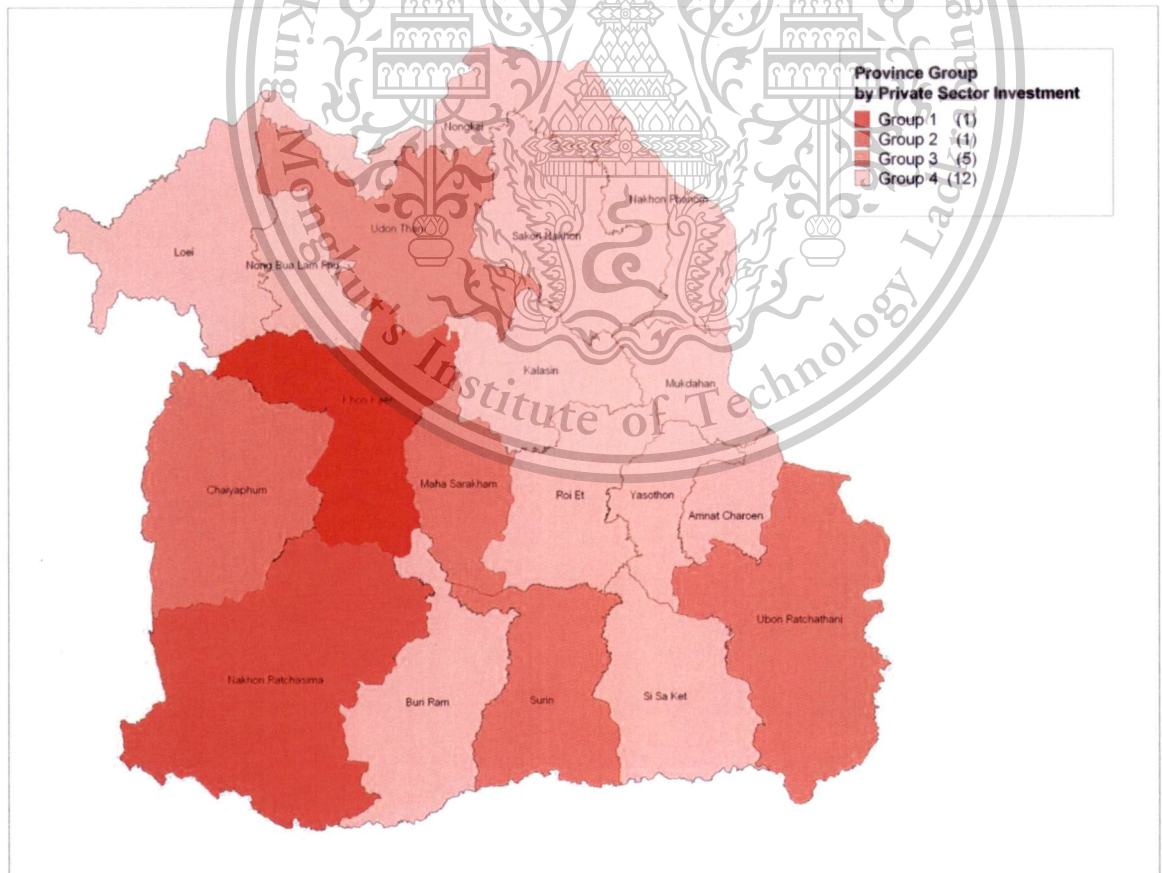 Province Group
by Private Sector Investment
Group 1 (1)
Group 2 (1)
Group 3 (5)
Group 4 (12)
Nongkai
Nakhon Phanom
Udon Thani
Sakon Nakhon
Loei
Nong Bua Lam Phu
Kalasin
Mukdahan
Khon Kaen
Maha Sarakham
Chaiyaphum
Roi Et
Yasothon
Amnat Charoen
Ubon Ratchathani
Nakhon Ratchasima
Buri Ram
Surin
Si Sa Ket
King
Mongkut's Institute of Technology